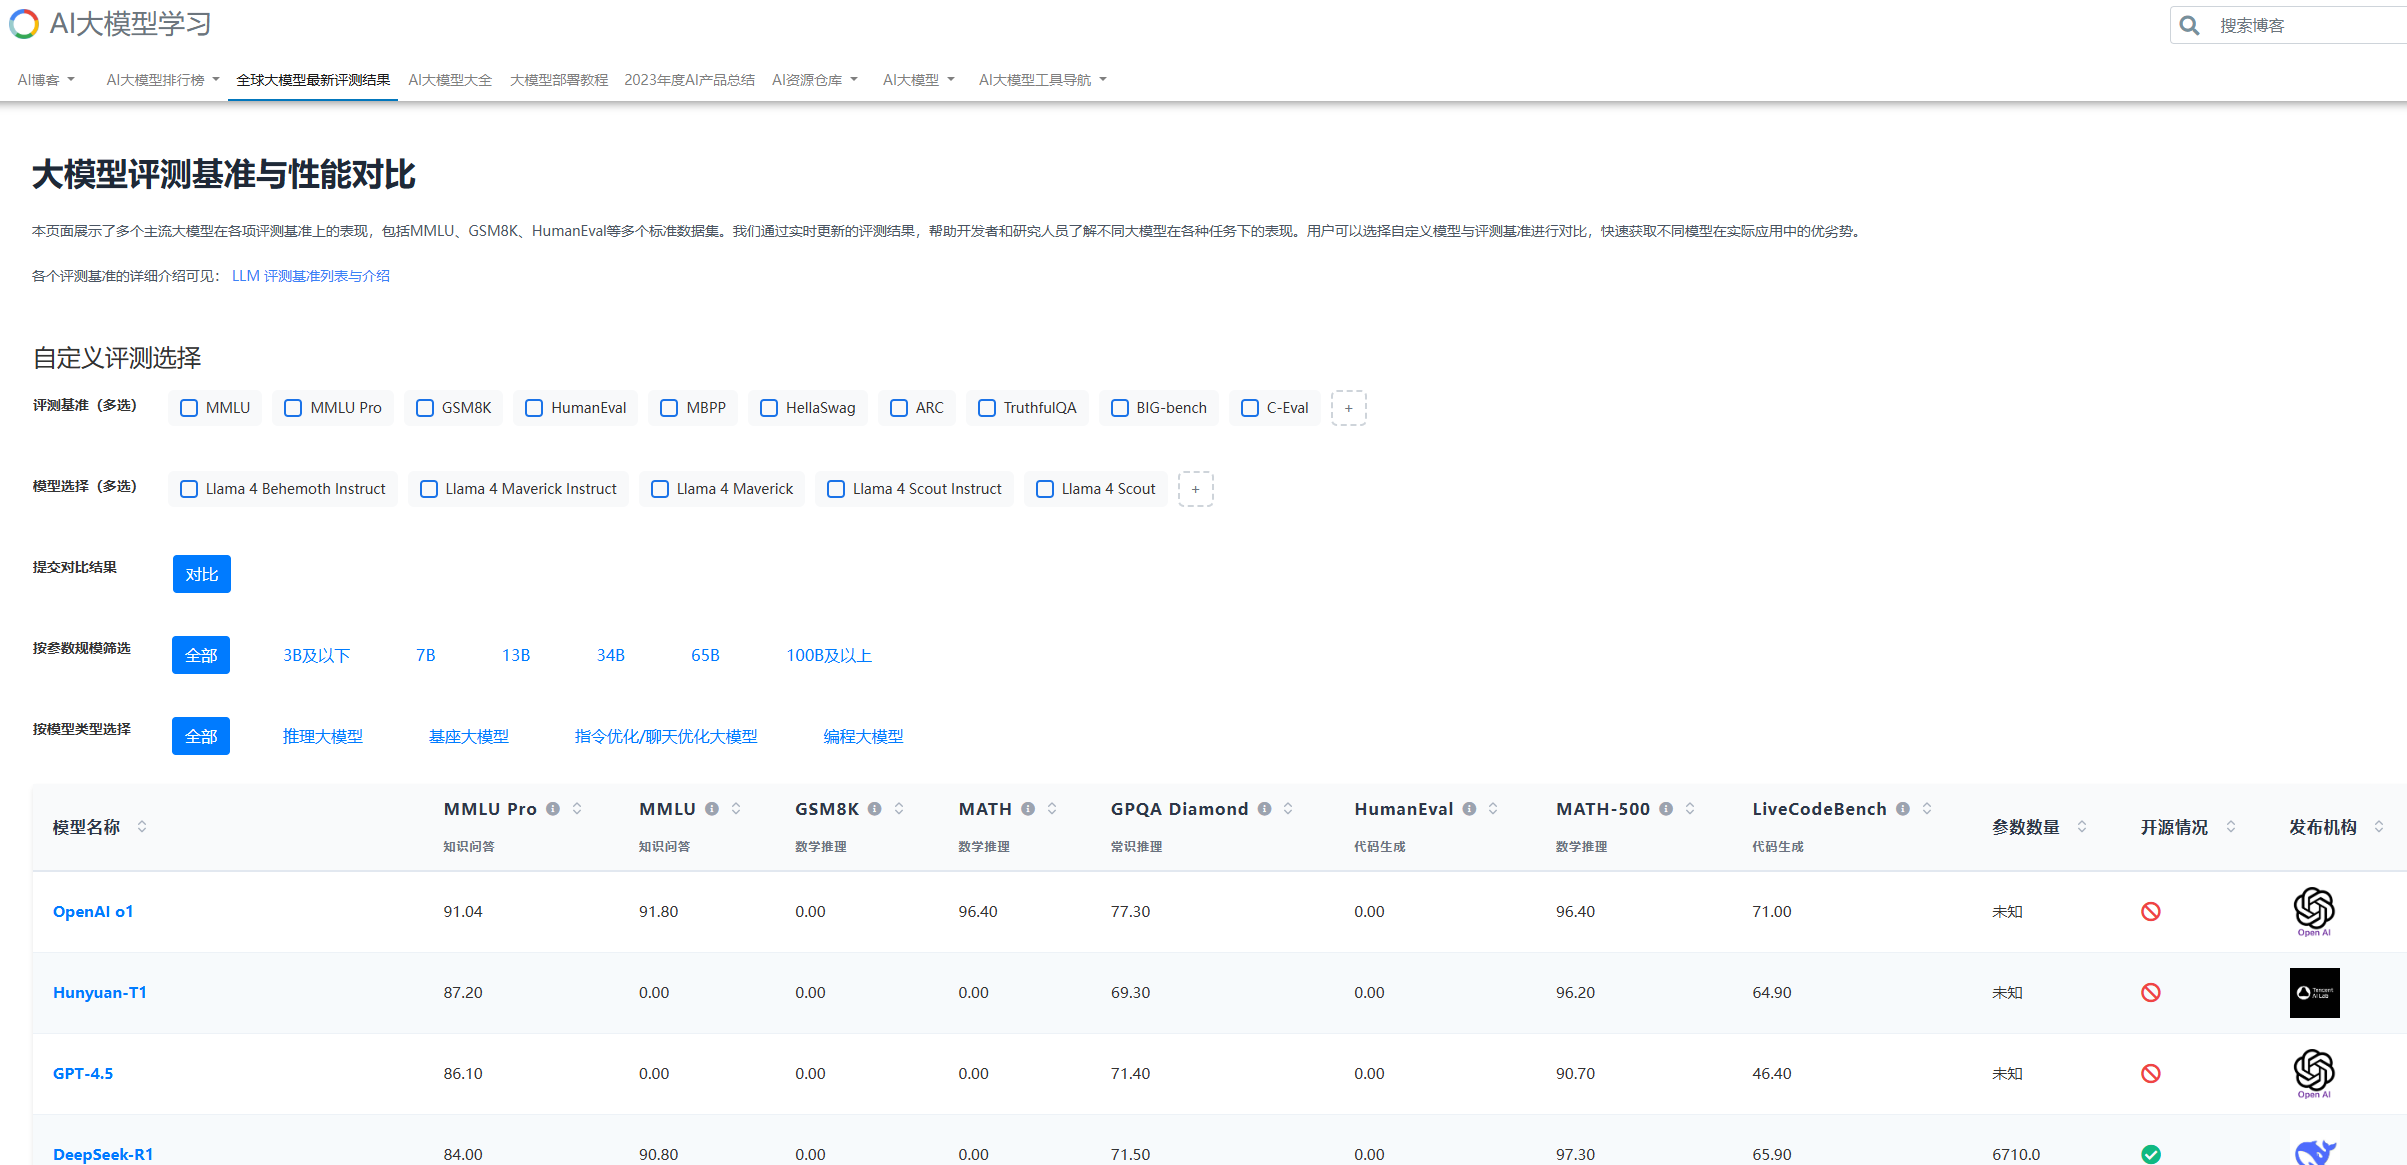 AI大模型学习
搜索博客
AI博客 AI大模型排行榜 全球大模型最新评测结果 AI大模型大全 大模型部署教程 2023年度AI产品总结 AI资源仓库 AI大模型 AI大模型工具导航
大模型评测基准与性能对比
本页面展示了多个主流大模型在各项评测基准上的表现，包括MMLU、GSM8K、HumanEval等多个标准数据集。我们通过实时更新的评测结果，帮助开发者和研究人员了解不同大模型在各种任务下的表现。用户可以选择自定义模型与评测基准进行对比，快速获取不同模型在实际应用中的优劣势。
各个评测基准的详细介绍可见： LLM 评测基准列表与介绍
自定义评测选择
评测基准（多选） MMLU MMLU Pro GSM8K HumanEval MBPP HellaSwag ARC TruthfulQA BIG-bench C-Eval +
模型选择（多选） Llama 4 Behemoth Instruct Llama 4 Maverick Instruct Llama 4 Maverick Llama 4 Scout Instruct Llama 4 Scout +
提交对比结果 对比
按参数规模筛选 全部 3B及以下 7B 13B 34B 65B 100B及以上
按模型类型选择 全部 推理大模型 基座大模型 指令优化/聊天优化大模型 编程大模型
模型名称 MMLU Pro MMLU GSM8K MATH GPQA Diamond HumanEval MATH-500 LiveCodeBench 参数数量 开源情况 发布机构
知识问答 知识问答 数学推理 数学推理 常识推理 代码生成 数学推理 代码生成
OpenAI o1 91.04 91.80 0.00 96.40 77.30 0.00 96.40 71.00 未知
Open AI
Hunyuan-T1 87.20 0.00 0.00 0.00 69.30 0.00 96.20 64.90 未知
Tencent
AI Lab
GPT-4.5 86.10 0.00 0.00 0.00 71.40 0.00 90.70 46.40 未知
Open AI
DeepSeek-R1 84.00 90.80 0.00 0.00 71.50 0.00 97.30 65.90 6710.0